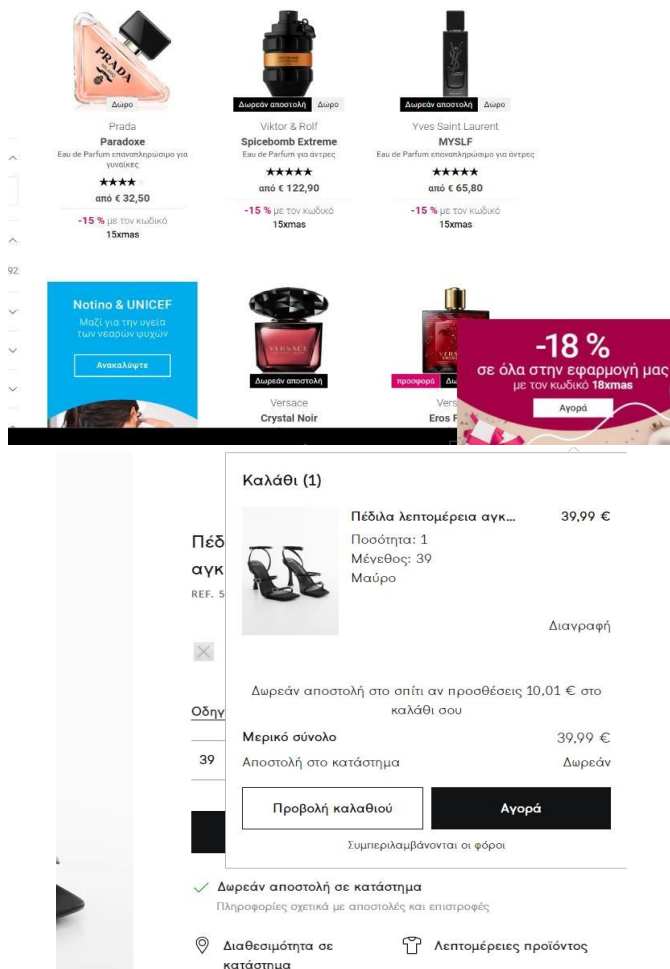 PRADA
Δώρο
Prada
Paradoxe
Eau de Parfum επαναπληρώσιμο για
γυναίκες
από € 32,50
-15 % με τον κωδικό
15xmas
Δωρεάν αποστολή Δώρο
Viktor & Rolf
Spicebomb Extreme
Eau de Parfum για άντρες
από € 122,90
-15 % με τον κωδικό
15xmas
Δωρεάν αποστολή Δώρο
Yves Saint Laurent
MYSLF
Eau de Parfum επαναπληρώσιμο για άντρες
από € 65,80
-15 % με τον κωδικό
15xmas
92
Notino & UNICEF
Μαζί για την υγεία
των νεαρών ψυχών
Ανακαλύψτε
VERSACE
Δωρεάν αποστολή
Versace
Crystal Noir
προσφορά Δω
Vers
Eros F
-18 %
σε όλα στην εφαρμογή μας
με τον κωδικό 18xmas
Αγορά
Πέδ
αγκ
REF. 5
Οδηγ
39
Καλάθι (1)
Πέδιλα λεπτομέρεια αγκ... 39,99 €
Ποσότητα: 1
Μέγεθος: 39
Μαύρο
Διαγραφή
Δωρεάν αποστολή στο σπίτι αν προσθέσεις 10,01 € στο
καλάθι σου
Μερικό σύνολο 39,99 €
Αποστολή στο κατάστημα Δωρεάν
Προβολή καλαθιού Αγορά
Συμπεριλαμβάνονται οι φόροι
Δωρεάν αποστολή σε κατάστημα
Πληροφορίες σχετικά με αποστολές και επιστροφές
Διαθεσιμότητα σε
κατάστημα
Λεπτομέρειες προϊόντος